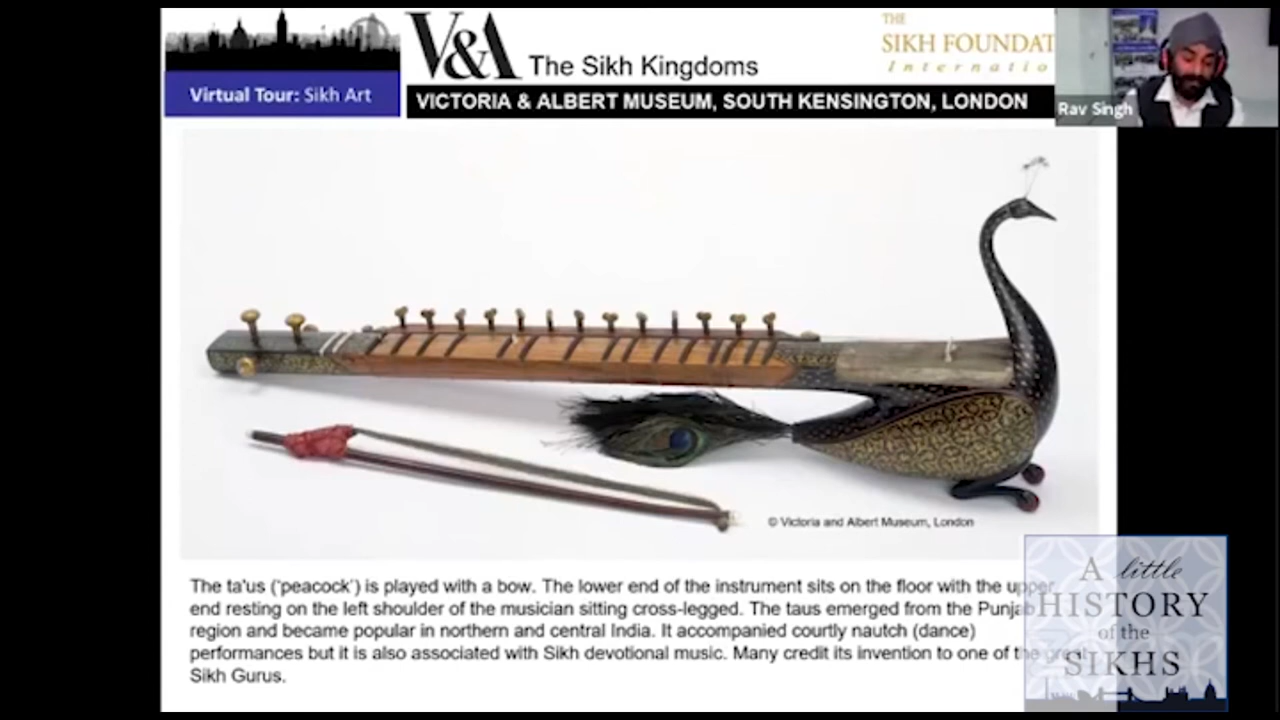 V&A The Sikh Kingdoms
THE
SIKH FOUNDAT
Internatio
Virtual Tour: Sikh Art
VICTORIA & ALBERT MUSEUM, SOUTH KENSINGTON, LONDON
Rav Singh
© Victoria and Albert Museum, London
The ta'us ('peacock') is played with a bow. The lower end of the instrument sits on the floor with the upper
end resting on the left shoulder of the musician sitting cross-legged. The taus emerged from the Punjab
region and became popular in northern and central India. It accompanied courtly nautch (dance)
performances but it is also associated with Sikh devotional music. Many credit its invention to one of the great
Sikh Gurus.
A little
HISTORY
of the
SIKHS